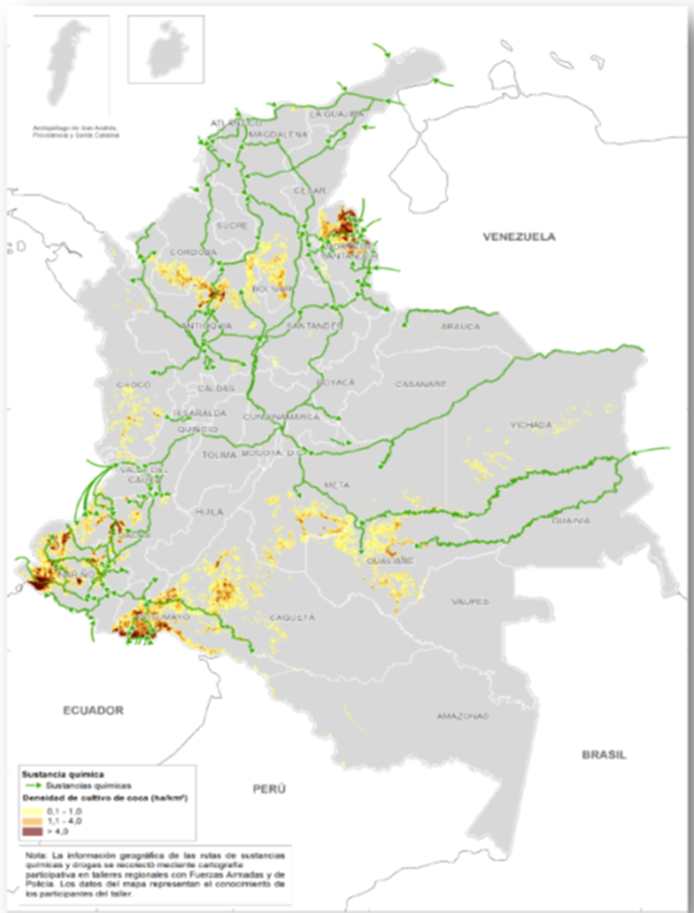 Archipiélago de San Andrés,
Providencia y Santa Catalina
LA GUAJIRA
ATLÁNTICO
MAGDALENA
CESAR
SUCRE
VENEZUELA
CÓRDOBA
SANTANDER
BOLÍVAR
ANTIOQUIA
SANTANDER
ARAUCA
CHOCÓ
CALDAS
BOYACÁ
CASANARE
RISARALDA
CUNDINAMARCA
QUINDÍO
VICHADA
TOLIMA
BOGOTÁ, D.C.
VALLE DEL
CAUCA
META
HUILA
GUAINÍA
CAUCA
GUAVIARE
NARIÑO
VAUPÉS
PUTUMAYO
CAQUETÁ
ECUADOR
AMAZONAS
BRASIL
PERÚ
Sustancia química
Sustancias químicas
Densidad de cultivo de coca (ha/km²)
0,1 - 1,0
1,1 - 4,0
> 4,0
Nota. La información geográfica de las rutas de sustancias
químicas y drogas se recolectó mediante cartografía
participativa en talleres regionales con Fuerzas Armadas y de
Policía. Los datos del mapa representan el conocimiento de
los participantes del taller.